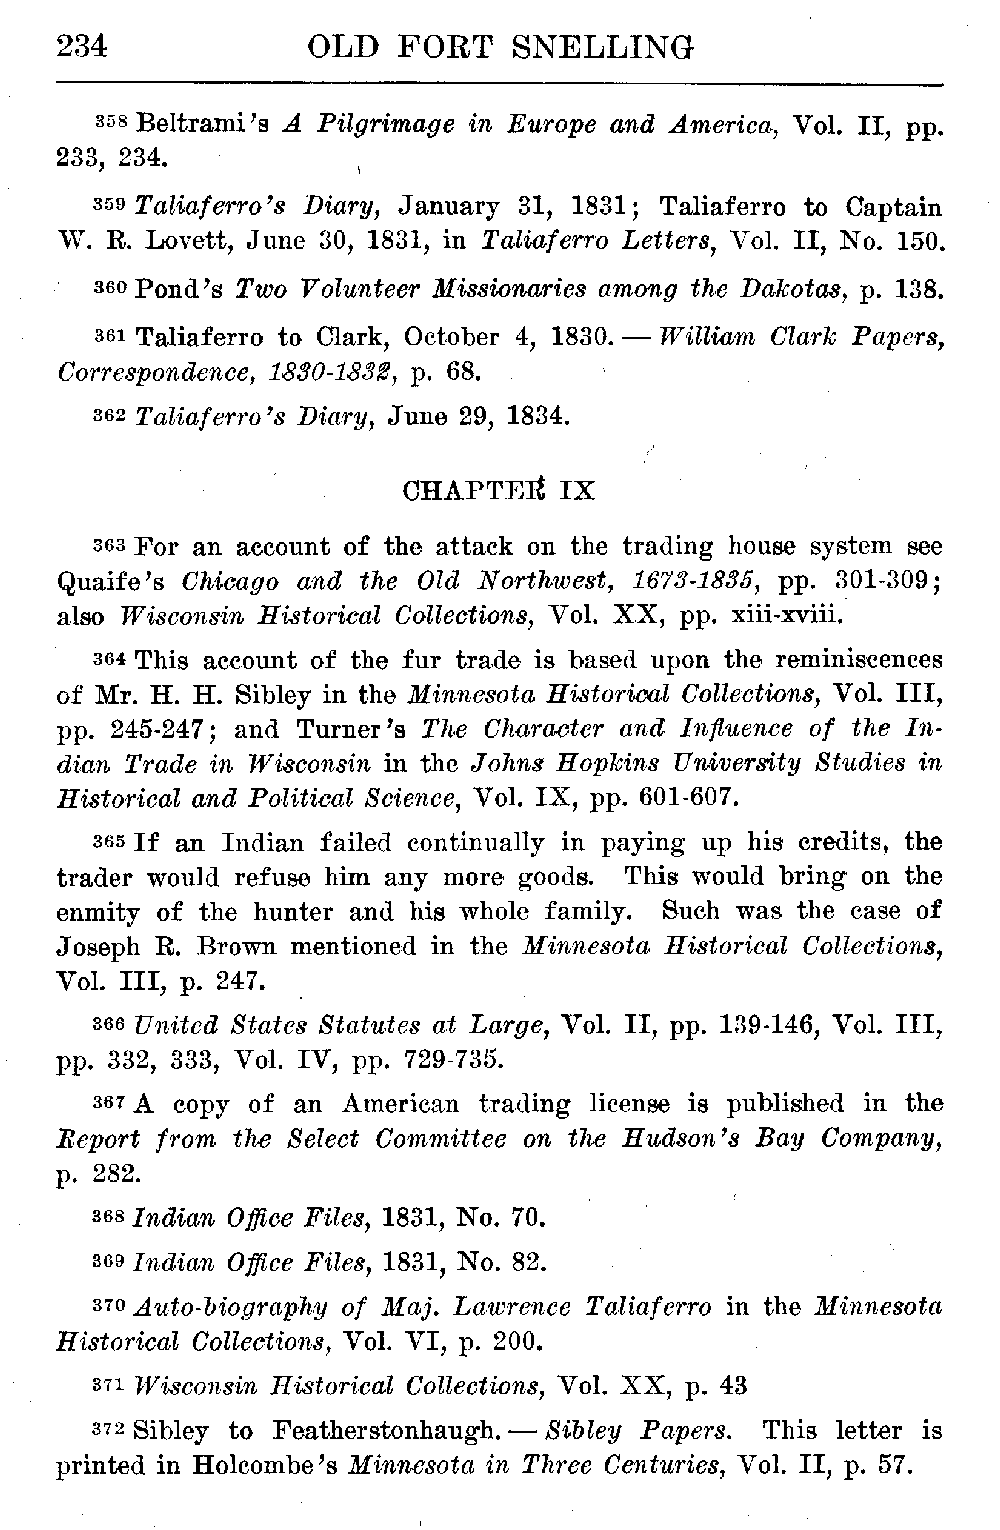 234 OLD FORT SNELLING
358 Beltrami's A Pilgrimage in Europe and America, Vol. II, pp.
233, 234.
359 Taliaferro's Diary, January 31, 1831; Taliaferro to Captain
W. R. Lovett, June 30, 1831, in Taliaferro Letters, Vol. II, No. 150.
360 Pond's Two Volunteer Missionaries among the Dakotas, p. 138.
361 Taliaferro to Clark, October 4, 1830. — William Clark Papers,
Correspondence, 1830-1832, p. 68.
362 Taliaferro's Diary, June 29, 1834.
CHAPTER IX
363 For an account of the attack on the trading house system see
Quaife's Chicago and the Old Northwest, 1673-1835, pp. 301-309;
also Wisconsin Historical Collections, Vol. XX, pp. xiii-xviii.
364 This account of the fur trade is based upon the reminiscences
of Mr. H. H. Sibley in the Minnesota Historical Collections, Vol. III,
pp. 245-247; and Turner's The Character and Influence of the In-
dian Trade in Wisconsin in the Johns Hopkins University Studies in
Historical and Political Science, Vol. IX, pp. 601-607.
365 If an Indian failed continually in paying up his credits, the
trader would refuse him any more goods. This would bring on the
enmity of the hunter and his whole family. Such was the case of
Joseph R. Brown mentioned in the Minnesota Historical Collections,
Vol. III, p. 247.
366 United States Statutes at Large, Vol. II, pp. 139-146, Vol. III,
pp. 332, 333, Vol. IV, pp. 729-735.
367 A copy of an American trading license is published in the
Report from the Select Committee on the Hudson's Bay Company,
p. 282.
368 Indian Office Files, 1831, No. 70.
369 Indian Office Files, 1831, No. 82.
370 Auto-biography of Maj. Lawrence Taliaferro in the Minnesota
Historical Collections, Vol. VI, p. 200.
371 Wisconsin Historical Collections, Vol. XX, p. 43
372 Sibley to Featherstonhaugh. — Sibley Papers. This letter is
printed in Holcombe's Minnesota in Three Centuries, Vol. II, p. 57.